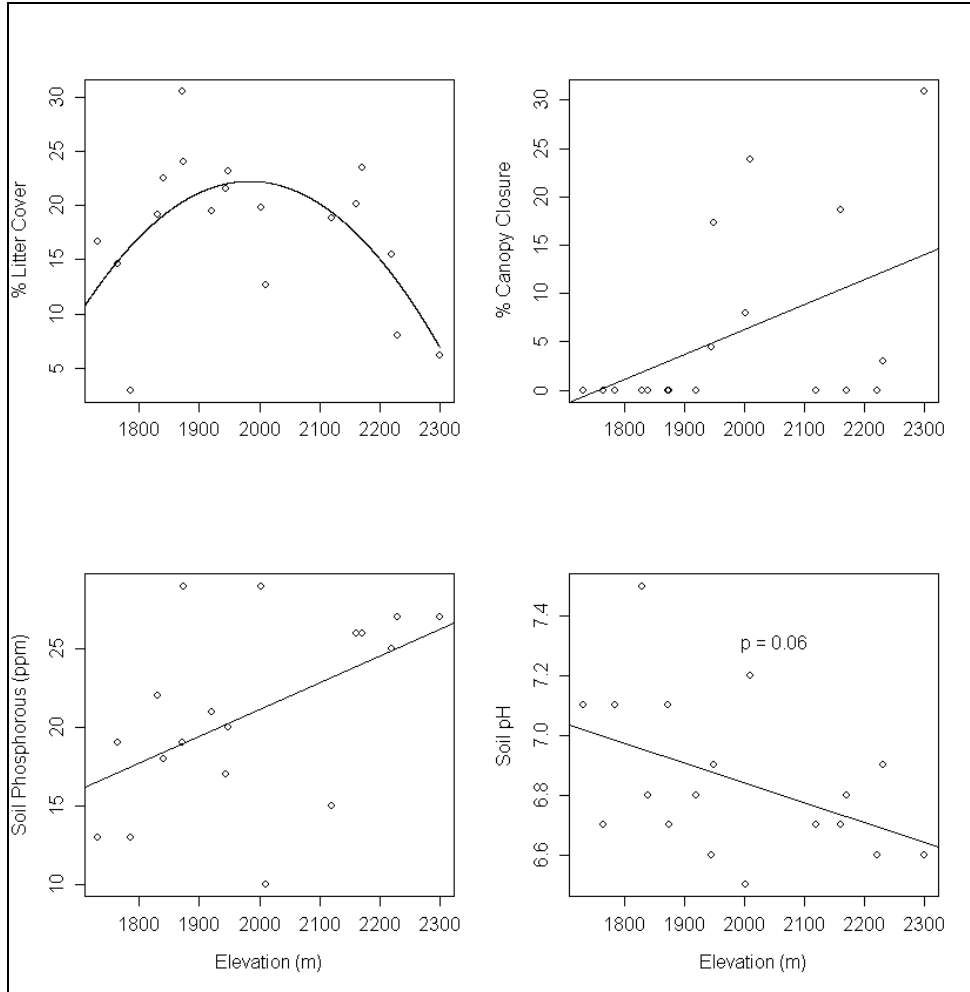 % Litter Cover
30
25
20
15
10
5
1800 1900 2000 2100 2200 2300
% Canopy Closure
30
25
20
15
10
5
0
1800 1900 2000 2100 2200 2300
Soil Phosphorous (ppm)
25
20
15
10
1800 1900 2000 2100 2200 2300
Elevation (m)
Soil pH
7.4
7.2
7.0
6.8
6.6
p = 0.06
1800 1900 2000 2100 2200 2300
Elevation (m)